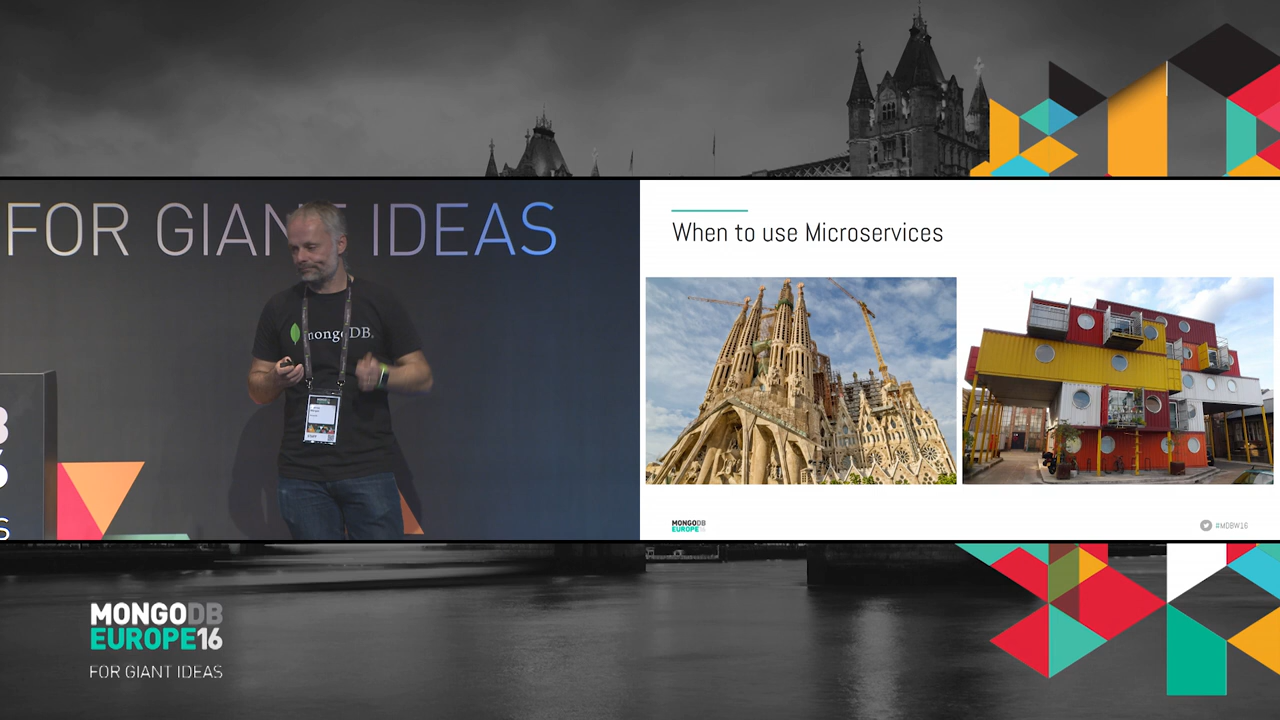 FOR GIANT IDEAS
mongoDB.
When to use Microservices
MONGODB
EUROPE16
#MDBW16
MONGODB
EUROPE16
FOR GIANT IDEAS